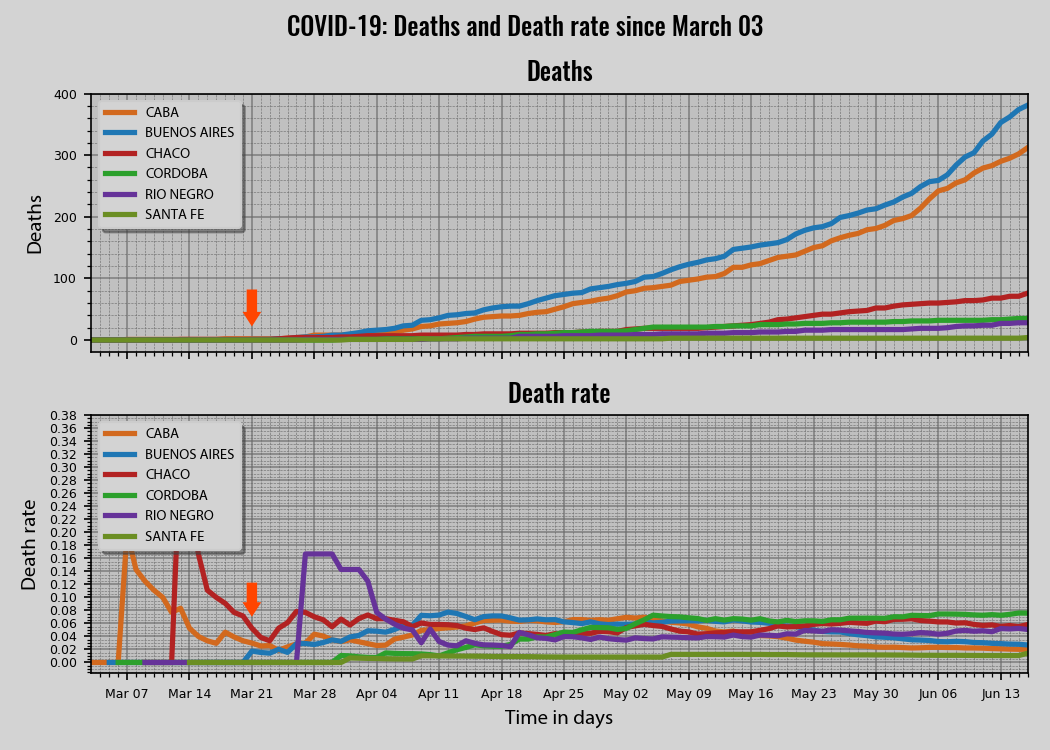 COVID-19: Deaths and Death rate since March 03
Deaths
400
300
200
100
0
Deaths
CABA
BUENOS AIRES
CHACO
CORDOBA
RIO NEGRO
SANTA FE
Death rate
0.38
0.36
0.34
0.32
0.30
0.28
0.26
0.24
0.22
0.20
0.18
0.16
0.14
0.12
0.10
0.08
0.06
0.04
0.02
0.00
Death rate
CABA
BUENOS AIRES
CHACO
CORDOBA
RIO NEGRO
SANTA FE
Mar 07 Mar 14 Mar 21 Mar 28 Apr 04 Apr 11 Apr 18 Apr 25 May 02 May 09 May 16 May 23 May 30 Jun 06 Jun 13
Time in days